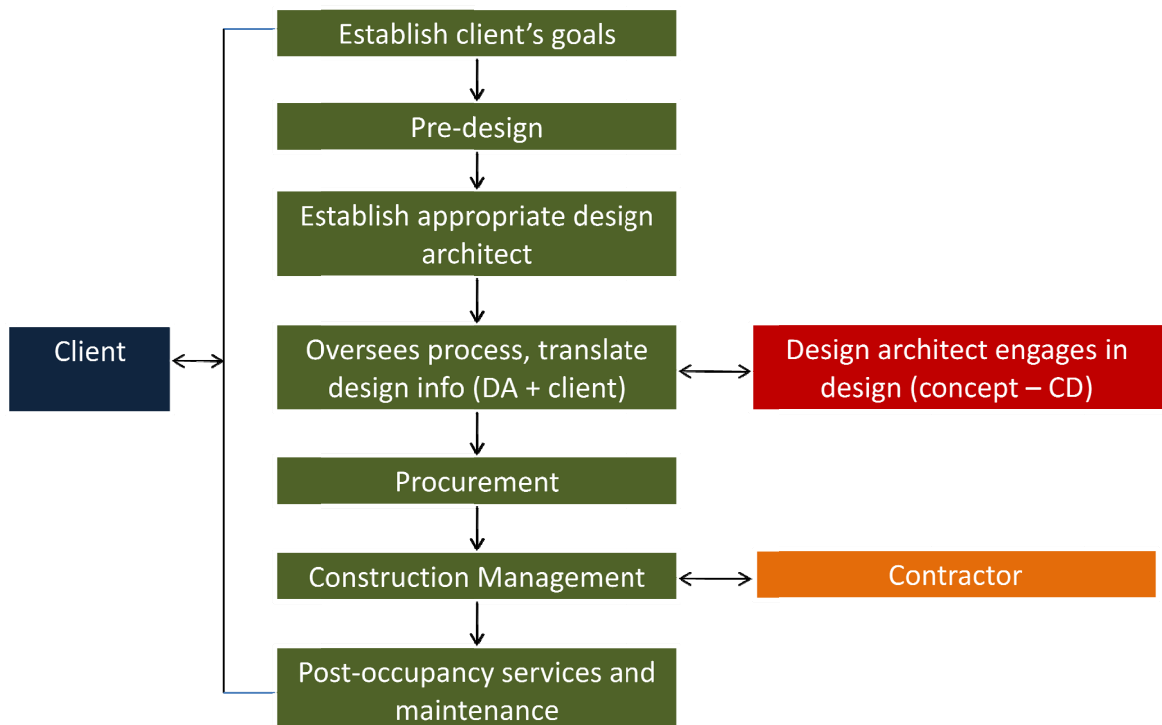 Establish client’s goals
Pre-design
Establish appropriate design
architect
Client
Oversees process, translate
design info (DA + client)
Design architect engages in
design (concept – CD)
Procurement
Construction Management
Contractor
Post-occupancy services and
maintenance